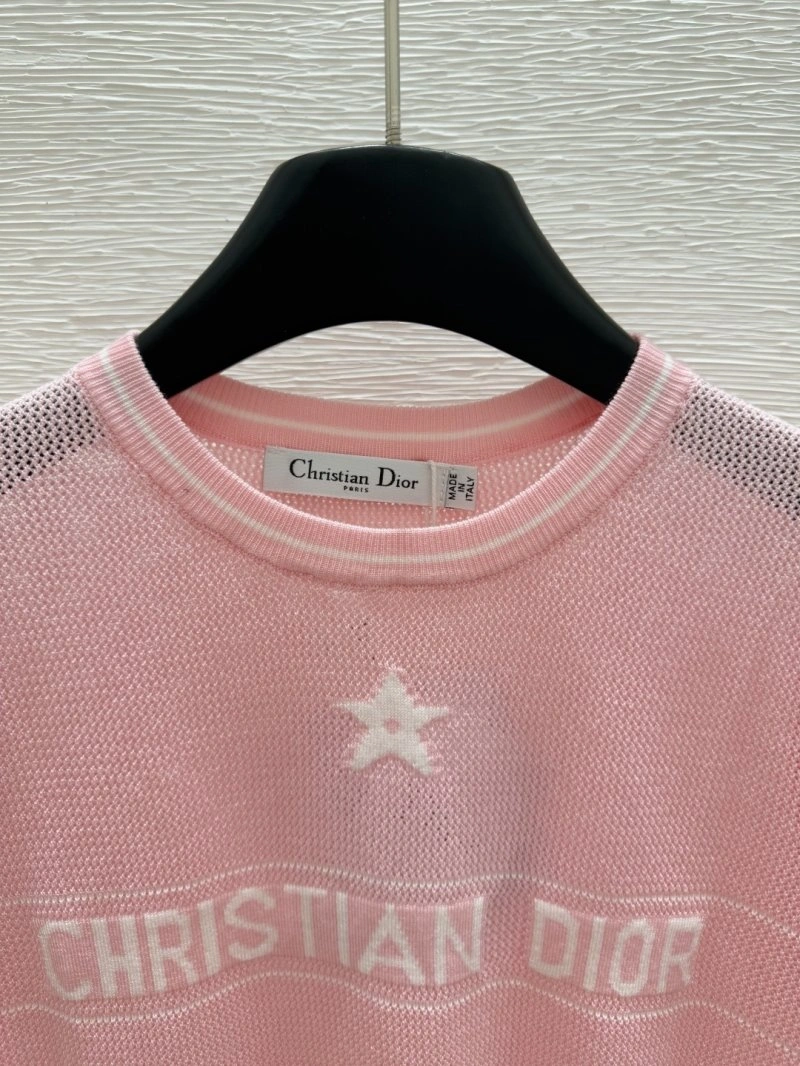 Christian Dior
PARIS
MADE
IN
ITALY
CHRISTIAN DIOR